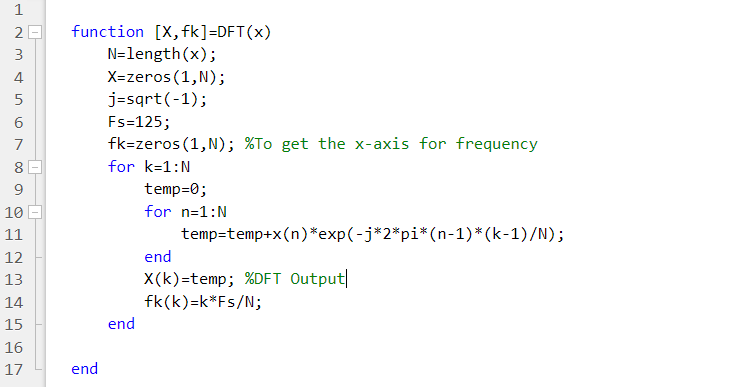 1
2 function [X,fk]=DFT(x)
3 N=length(x);
4 X=zeros(1,N);
5 j=sqrt(-1);
6 Fs=125;
7 fk=zeros(1,N); %To get the x-axis for frequency
8 for k=1:N
9 temp=0;
10 for n=1:N
11 temp=temp+x(n)*exp(-j*2*pi*(n-1)*(k-1)/N);
12 end
13 X(k)=temp; %DFT Output
14 fk(k)=k*Fs/N;
15 end
16
17 end